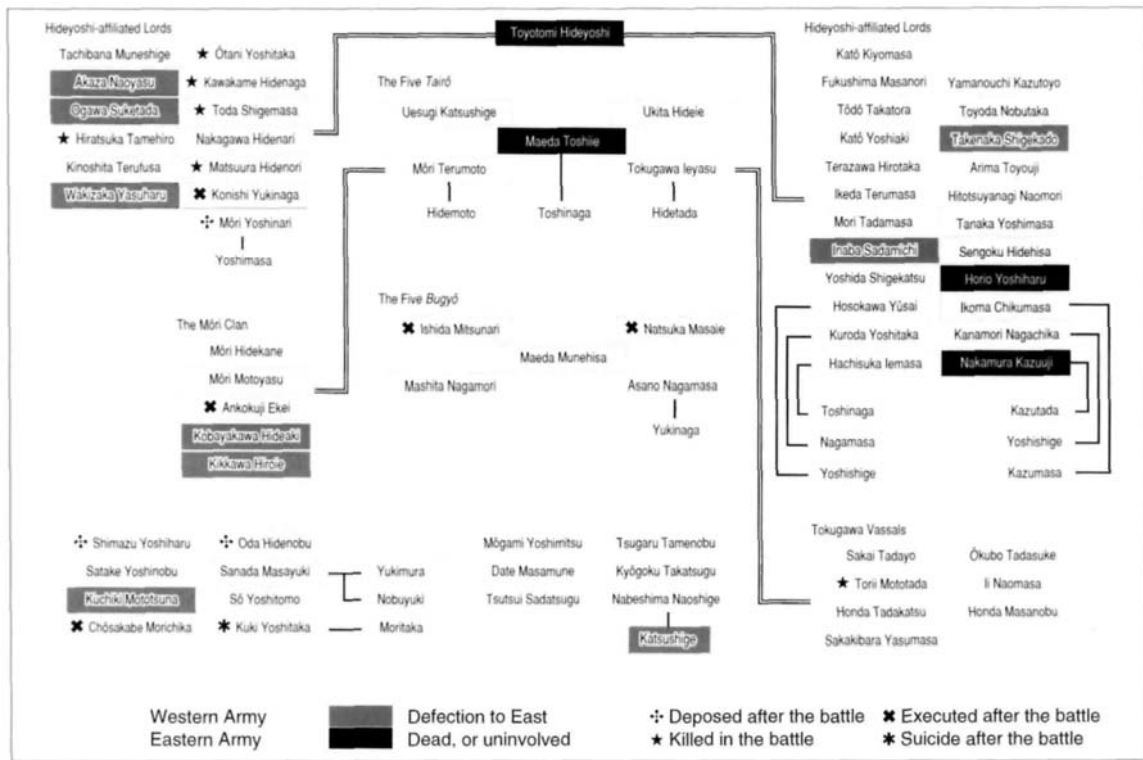 Toyotomi Hideyoshi
Hideyoshi-affiliated Lords
Tachibana Muneshige ★ Ōtani Yoshitaka
Akaza Naoyasu ★ Kawakame Hidenaga
Ogawa Suketada ★ Toda Shigemasa
★ Hiratsuka Tamehiro Nakagawa Hidenari
Kinoshita Terufusa ★ Matsuura Hidenori
Wakizaka Yasuharu ✖ Konishi Yukinaga
✣ Mōri Yoshinari
Yoshimasa
The Five Tairō
Uesugi Katsushige Ukita Hideie
Maeda Toshiie
Mōri Terumoto Tokugawa Ieyasu
Hidemoto Toshinaga Hidetada
Hideyoshi-affiliated Lords
Katō Kiyomasa
Fukushima Masanori Yamanouchi Kazutoyo
Tōdō Takatora Toyoda Nobutaka
Katō Yoshiaki Takenaka Shigekado
Terazawa Hirotaka Arima Toyouji
Ikeda Terumasa Hitotsuyanagi Naomori
Mori Tadamasa Tanaka Yoshimasa
Inaba Sadamichi Sengoku Hidehisa
Yoshida Shigekatsu Horio Yoshiharu
Hosokawa Yūsai Ikoma Chikumasa
Kuroda Yoshitaka Kanamori Nagachika
Hachisuka Iemasa Nakamura Kazuuji
Toshinaga Kazutada
Nagamasa Yoshishige
Yoshishige Kazumasa
The Mōri Clan
Mōri Hidekane
Mōri Motoyasu
✖ Ankokuji Ekei
Kobayakawa Hideaki
Kikkawa Hiroie
The Five Bugyō
✖ Ishida Mitsunari ✖ Natsuka Masaie
Maeda Munehisa
Mashita Nagamori Asano Nagamasa
Yukinaga
✣ Shimazu Yoshiharu ✣ Oda Hidenobu
Satake Yoshinobu Sanada Masayuki Yukimura
Kuchiki Mototsuna Sō Yoshitomo Nobuyuki
✖ Chōsakabe Morichika ✱ Kuki Yoshitaka Moritaka
Mōgami Yoshimitsu Tsugaru Tamenobu
Date Masamune Kyōgoku Takatsugu
Tsutsui Sadatsugu Nabeshima Naoshige
Katsushige
Tokugawa Vassals
Sakai Tadayo Ōkubo Tadasuke
★ Torii Mototada Ii Naomasa
Honda Tadakatsu Honda Masanobu
Sakakibara Yasumasa
Western Army Defection to East ✣ Deposed after the battle ✖ Executed after the battle
Eastern Army Dead, or uninvolved ★ Killed in the battle ✱ Suicide after the battle